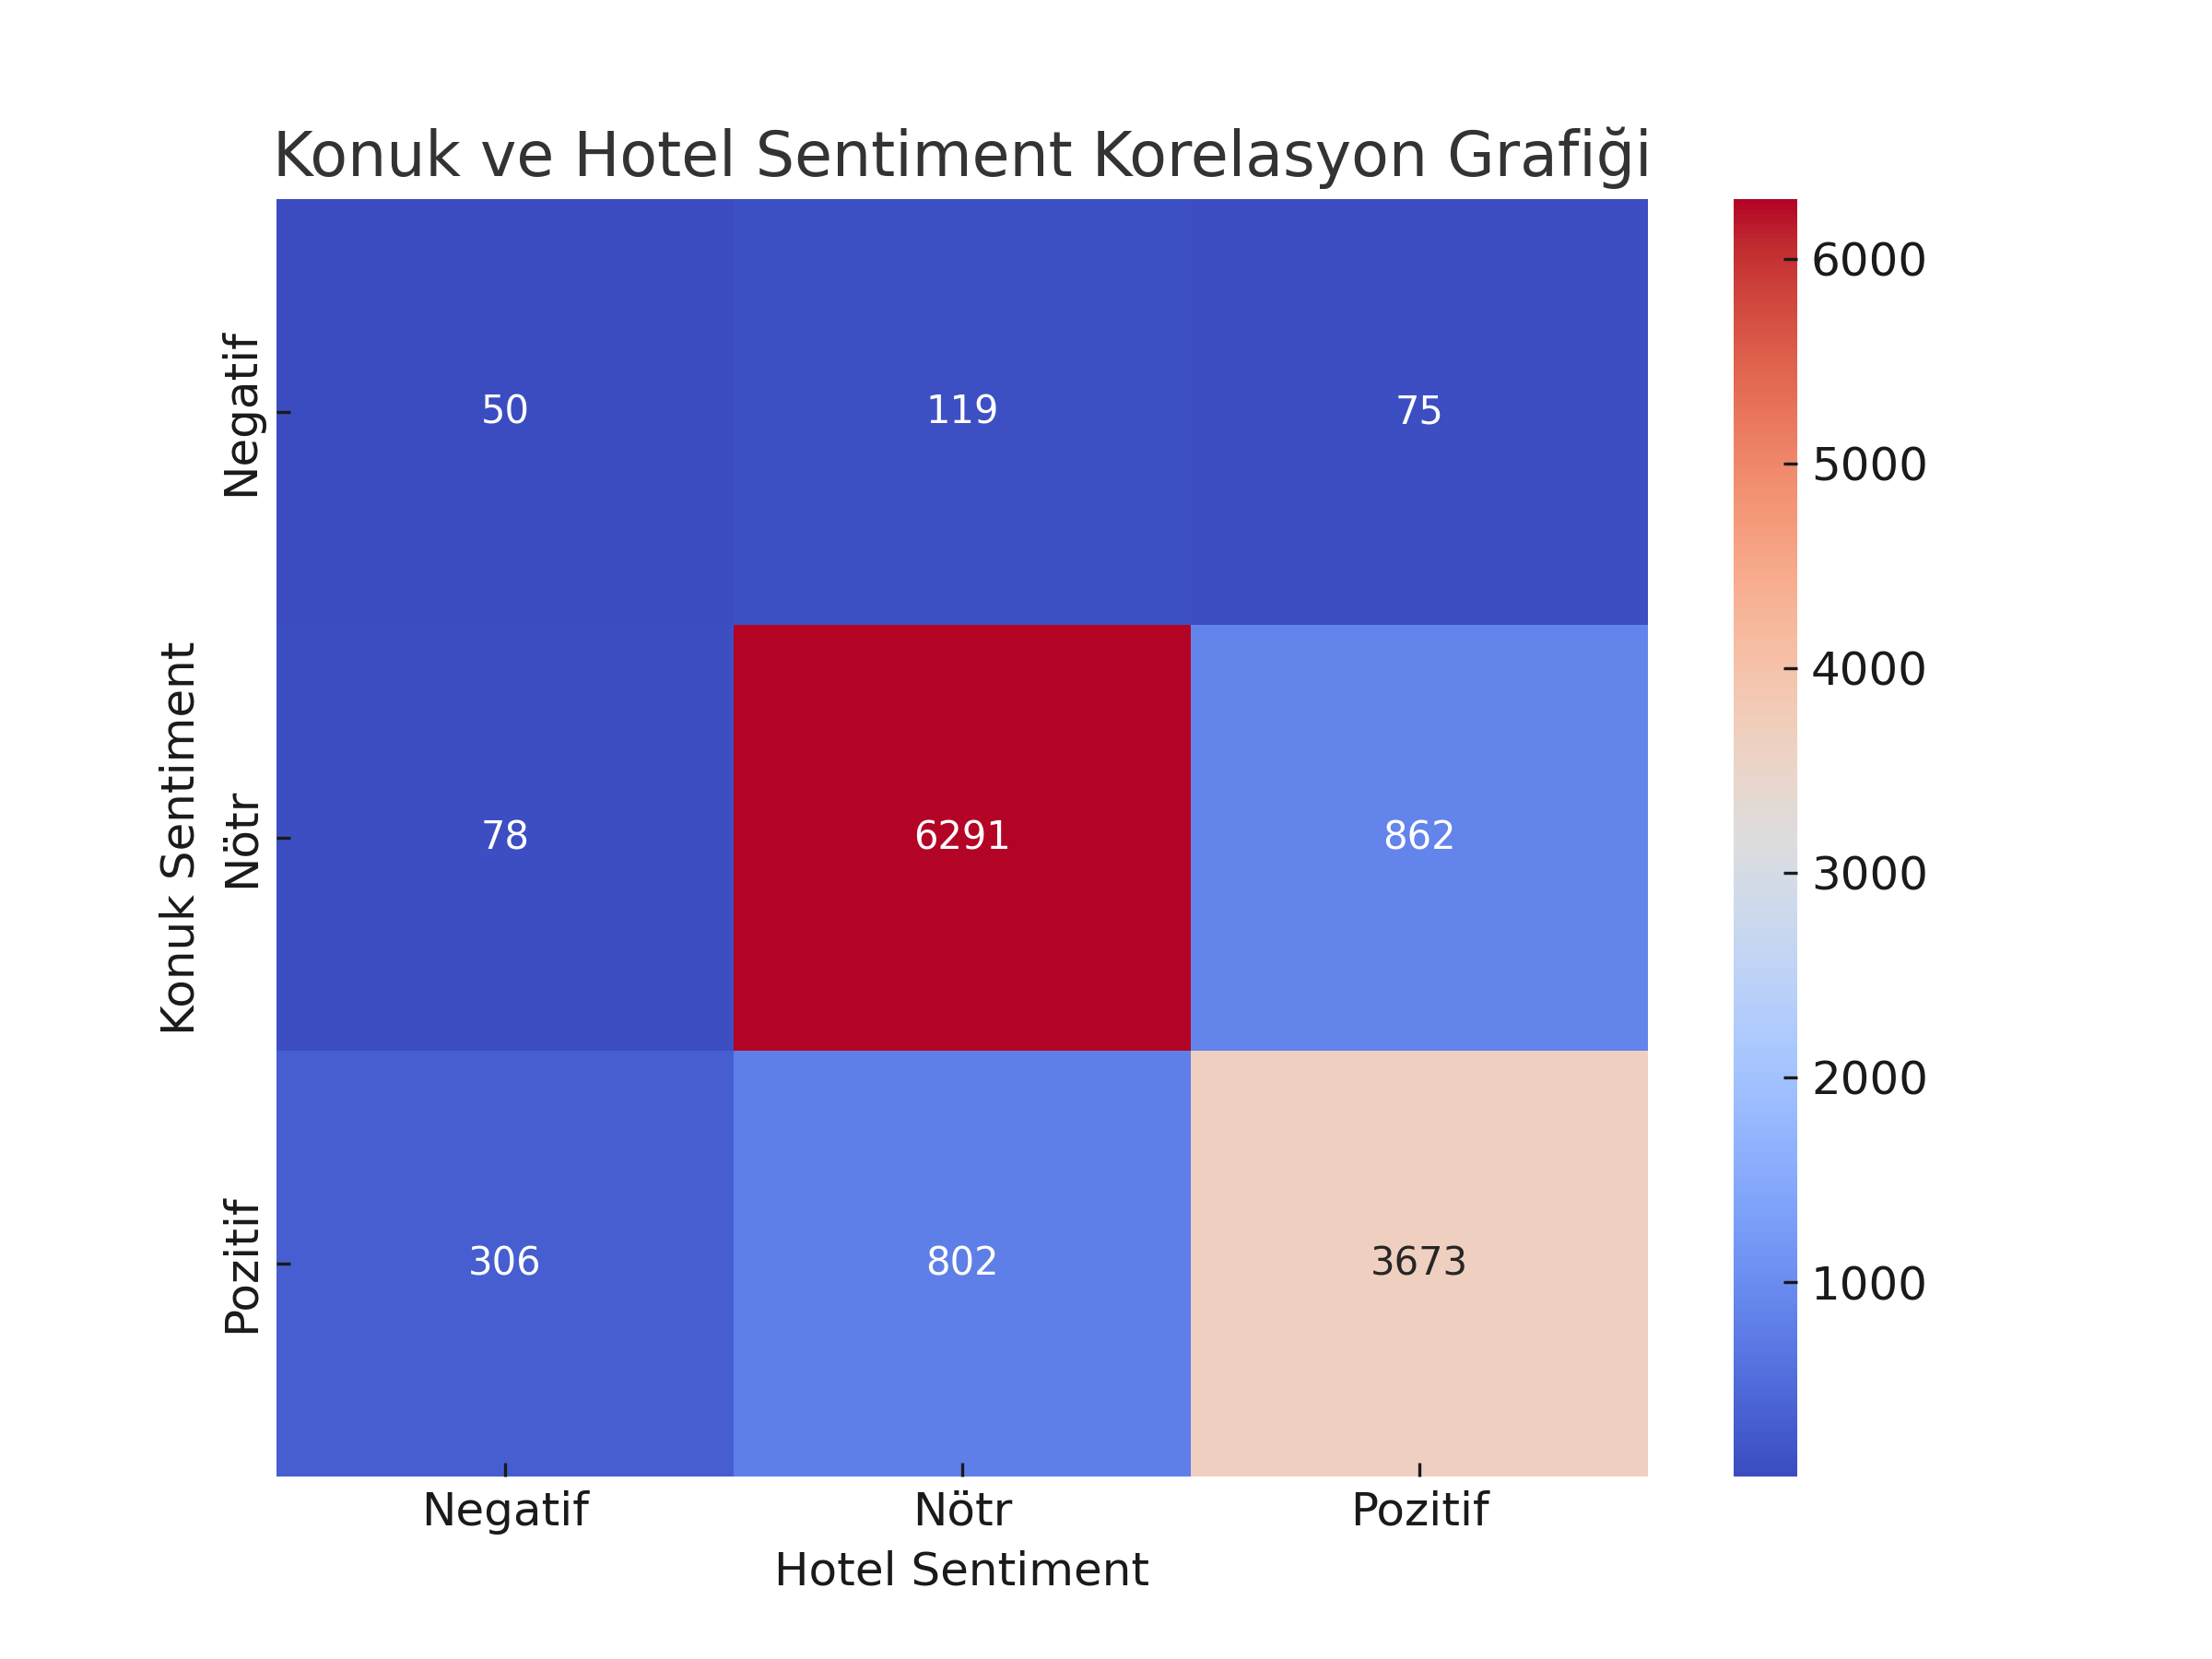 Konuk ve Hotel Sentiment Korelasyon Grafiği
Konuk Sentiment
Negatif
50
119
75
Nötr
78
6291
862
Pozitif
306
802
3673
Negatif
Nötr
Pozitif
Hotel Sentiment
6000
5000
4000
3000
2000
1000